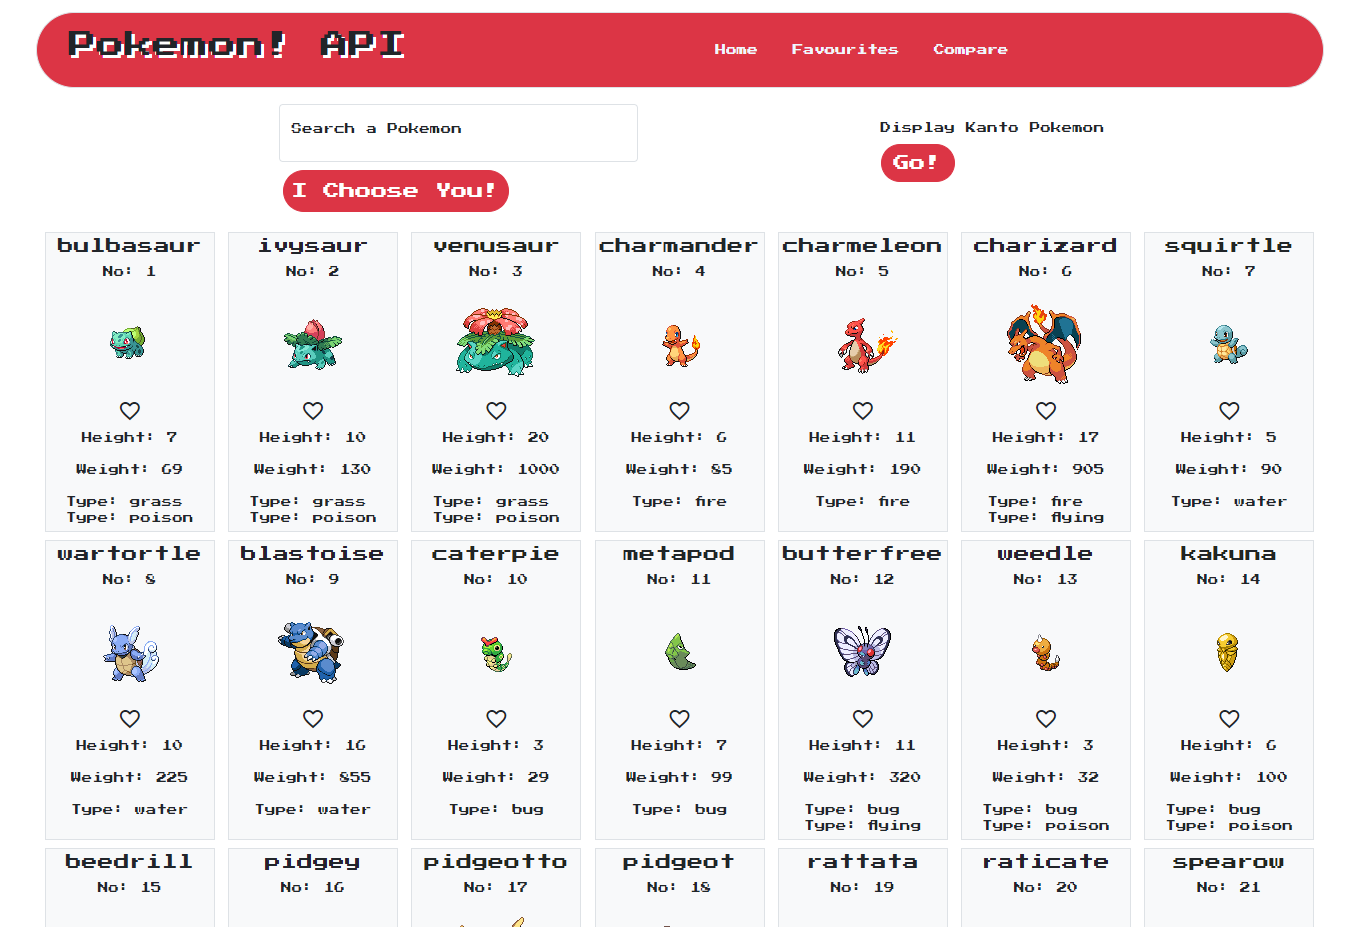 Pokemon! API
Home Favourites Compare
Search a Pokemon
I Choose You!
Display Kanto Pokemon
Go!
bulbasaur
No: 1
Height: 7
Weight: 69
Type: grass
Type: poison
ivysaur
No: 2
Height: 10
Weight: 130
Type: grass
Type: poison
venusaur
No: 3
Height: 20
Weight: 1000
Type: grass
Type: poison
charmander
No: 4
Height: 6
Weight: 85
Type: fire
charmeleon
No: 5
Height: 11
Weight: 190
Type: fire
charizard
No: 6
Height: 17
Weight: 905
Type: fire
Type: flying
squirtle
No: 7
Height: 5
Weight: 90
Type: water
wartortle
No: 8
Height: 10
Weight: 225
Type: water
blastoise
No: 9
Height: 16
Weight: 855
Type: water
caterpie
No: 10
Height: 3
Weight: 29
Type: bug
metapod
No: 11
Height: 7
Weight: 99
Type: bug
butterfree
No: 12
Height: 11
Weight: 320
Type: bug
Type: flying
weedle
No: 13
Height: 3
Weight: 32
Type: bug
Type: poison
kakuna
No: 14
Height: 6
Weight: 100
Type: bug
Type: poison
beedrill
No: 15
pidgey
No: 16
pidgeotto
No: 17
pidgeot
No: 18
rattata
No: 19
raticate
No: 20
spearow
No: 21